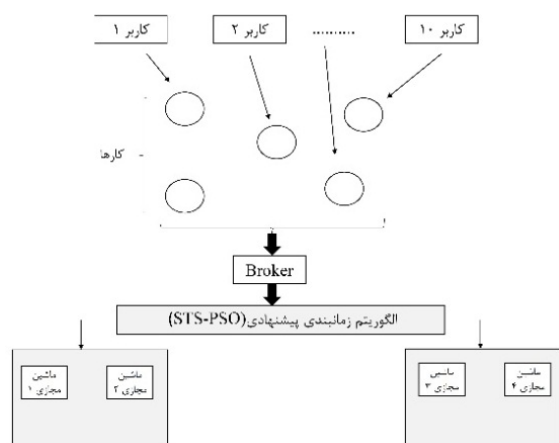 کاربر ۱
کاربر ۲
..........
کاربر ۱۰
کارها
Broker
الگوریتم زمانبندی پیشنهادی(STS-PSO)
ماشین
مجازی ۱
ماشین
مجازی ۲
ماشین
مجازی ۳
ماشین
مجازی ۴